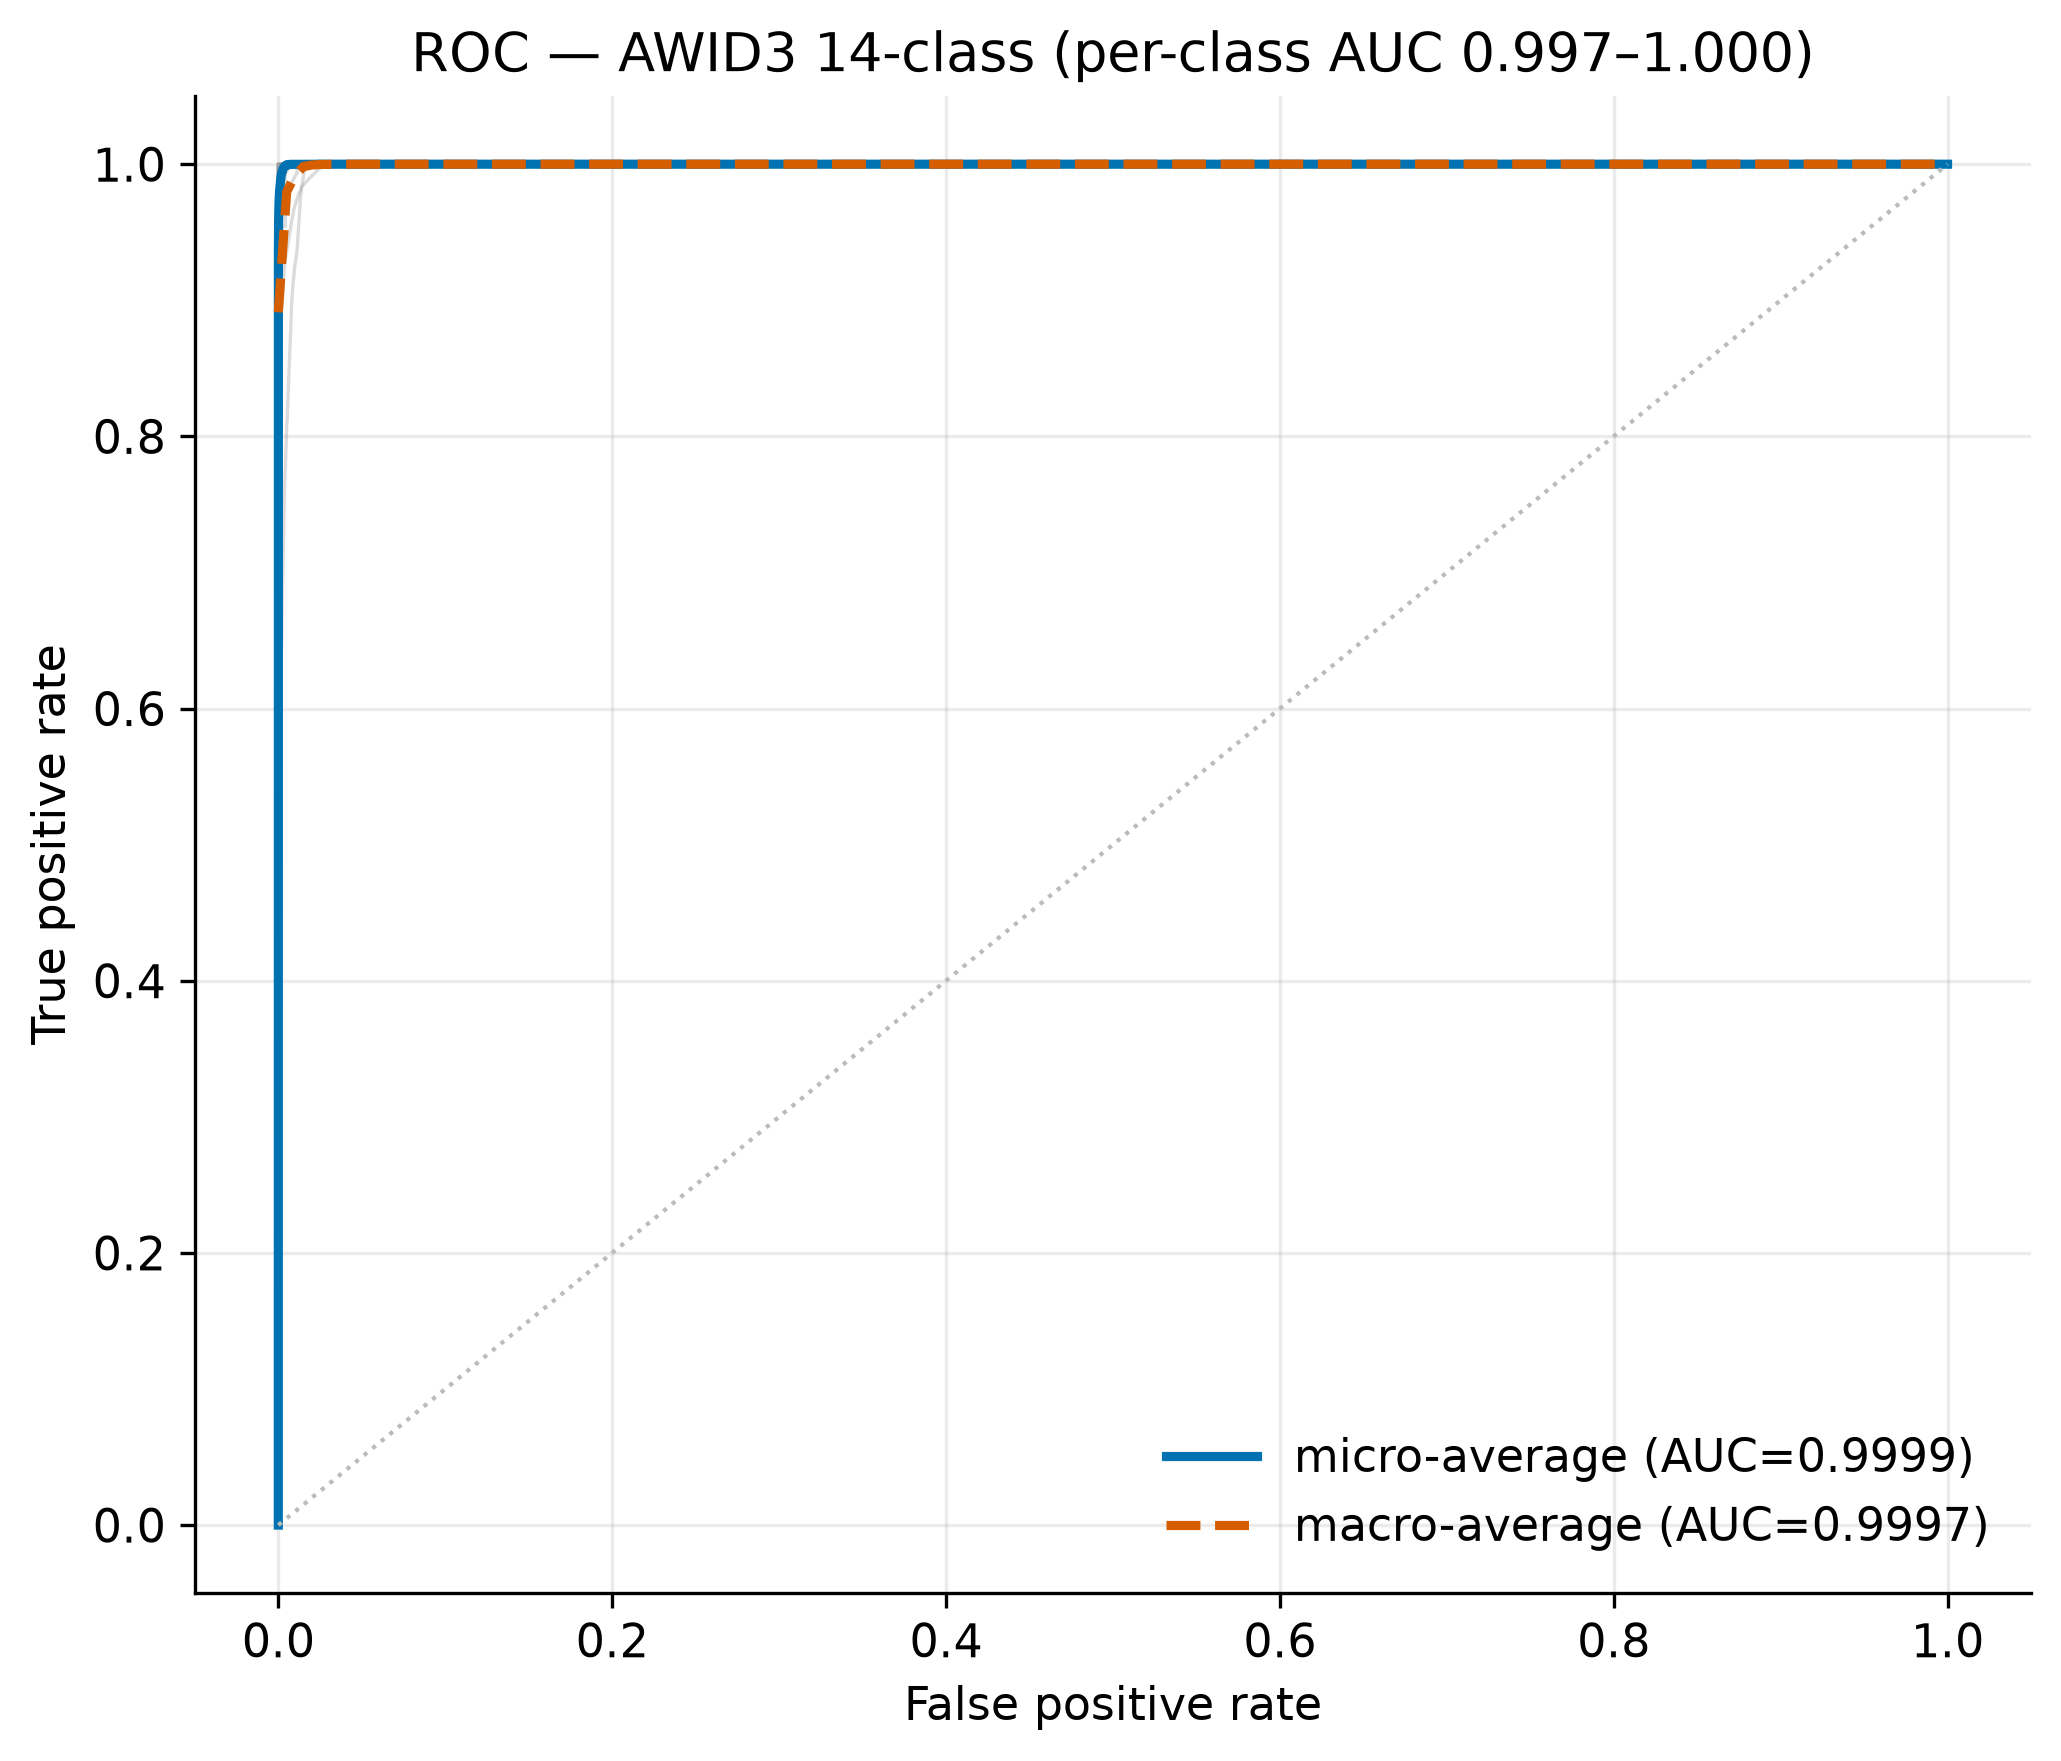 ROC — AWID3 14-class (per-class AUC 0.997–1.000)
1.0
0.8
0.6
0.4
0.2
0.0
True positive rate
micro-average (AUC=0.9999)
macro-average (AUC=0.9997)
0.0 0.2 0.4 0.6 0.8 1.0
False positive rate